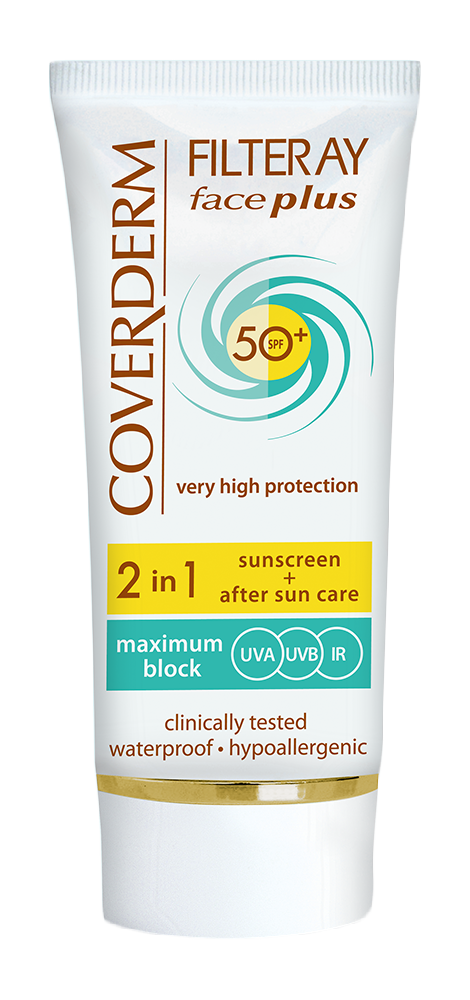 COVERDERM
FILTERAY
face plus
50+
SPF
very high protection
2 in 1
sunscreen
+
after sun care
maximum
block
UVA UVB IR
clinically tested
waterproof • hypoallergenic